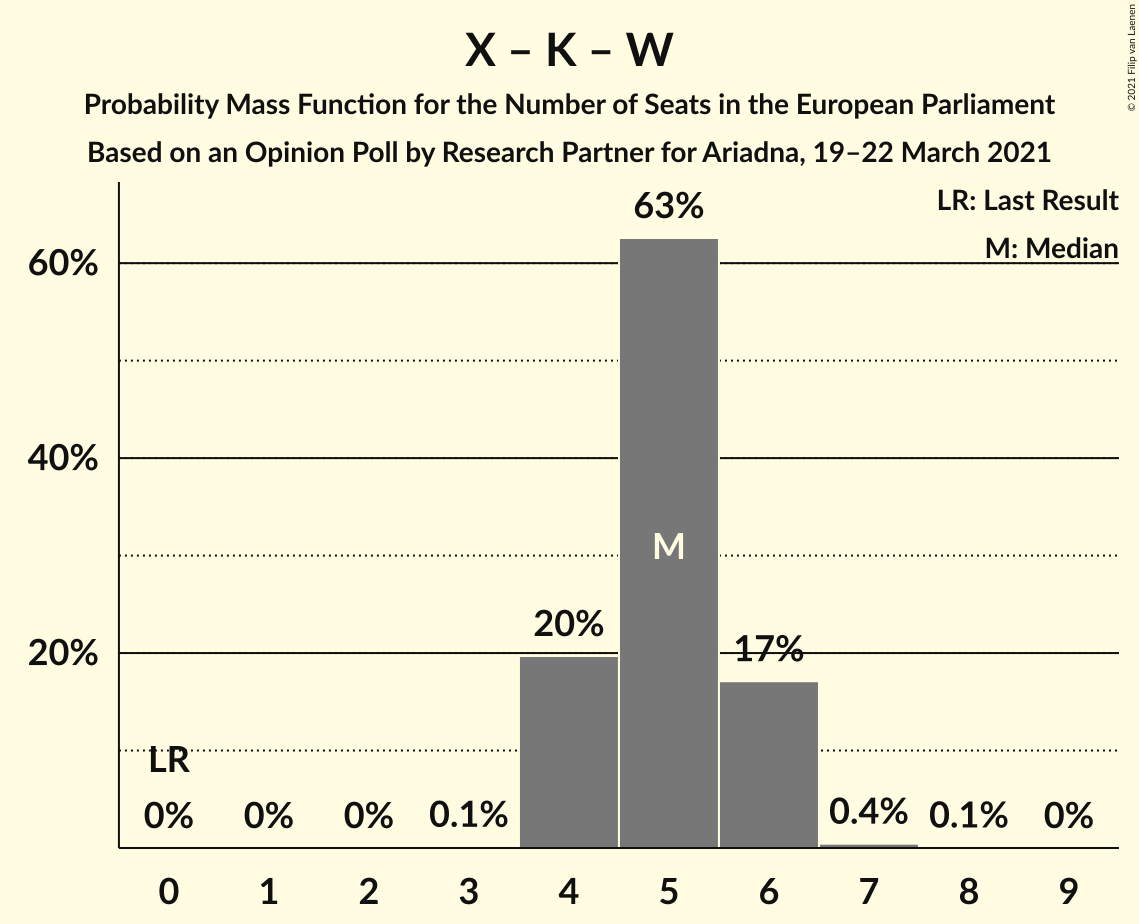 X – K – W
Probability Mass Function for the Number of Seats in the European Parliament
Based on an Opinion Poll by Research Partner for Ariadna, 19–22 March 2021
© 2021 Filip van Laenen
LR: Last Result
M: Median
60%
40%
20%
63%
M
20%
17%
LR
0%
0%
0%
0.1%
0.4%
0.1%
0%
0 1 2 3 4 5 6 7 8 9